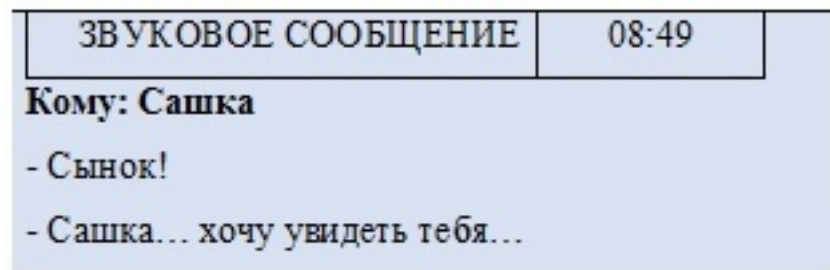 ЗВУКОВОЕ СООБЩЕНИЕ 08:49
Кому: Сашка
- Сынок!
- Сашка… хочу увидеть тебя…